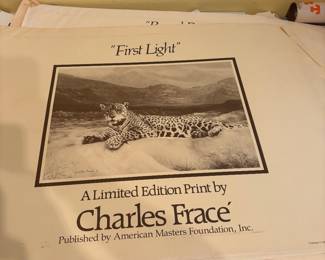 "First Light"
A Limited Edition Print by
Charles Fracé
Published by American Masters Foundation, Inc.